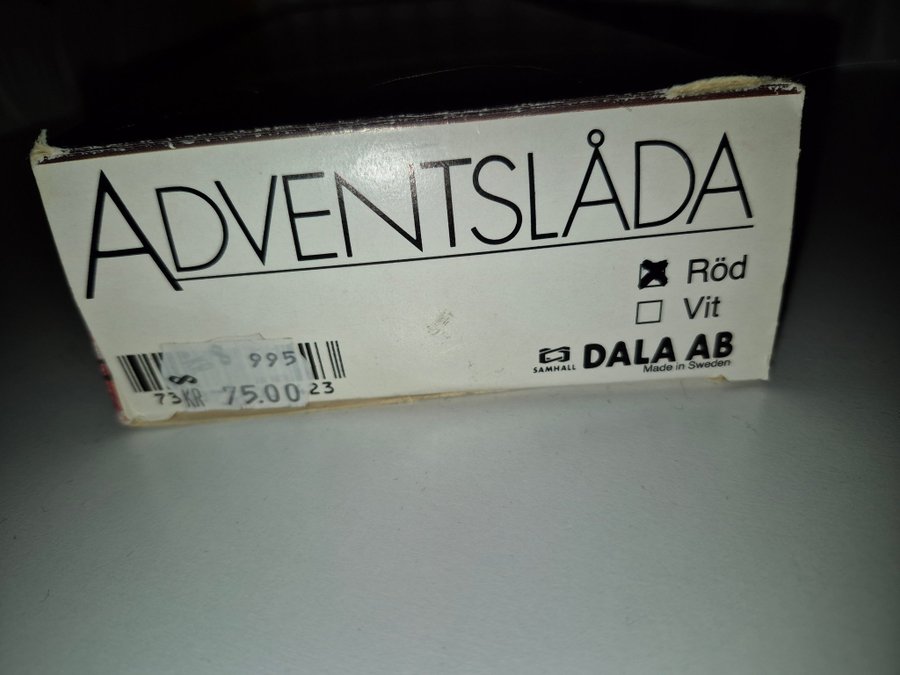 ADVENTSLÅDA
Röd
Vit
995
KR 75.00
73
23
SAMHALL
DALA AB
Made in Sweden